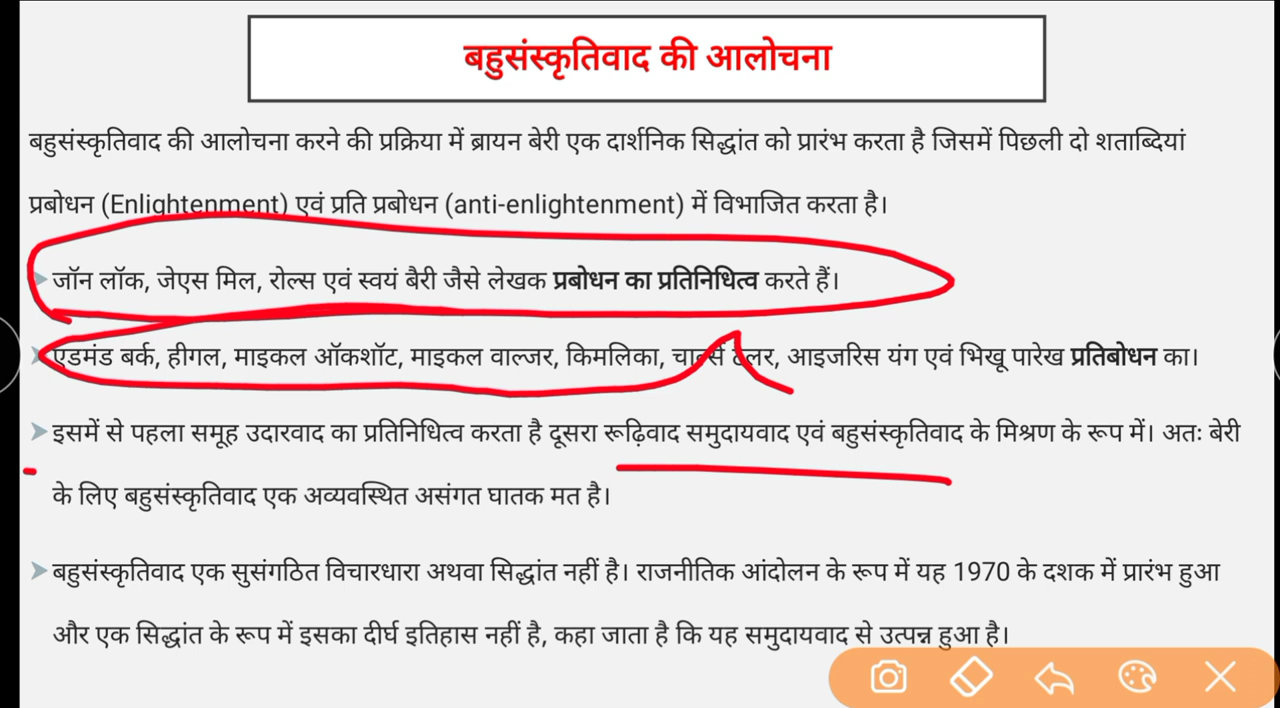 बहुसंस्कृतिवाद की आलोचना
बहुसंस्कृतिवाद की आलोचना करने की प्रक्रिया में ब्रायन बेरी एक दार्शनिक सिद्धांत को प्रारंभ करता है जिसमें पिछली दो शताब्दियां
प्रबोधन (Enlightenment) एवं प्रति प्रबोधन (anti-enlightenment) में विभाजित करता है।
जॉन लॉक, जेएस मिल, रोल्स एवं स्वयं बैरी जैसे लेखक प्रबोधन का प्रतिनिधित्व करते हैं।
एडमंड बर्क, हीगल, माइकल ऑकशॉट, माइकल वाल्जर, किमलिका, चार्ल्स टेलर, आइजरिस यंग एवं भिखू पारेख प्रतिबोधन का।
इसमें से पहला समूह उदारवाद का प्रतिनिधित्व करता है दूसरा रूढ़िवाद समुदायवाद एवं बहुसंस्कृतिवाद के मिश्रण के रूप में। अतः बेरी
के लिए बहुसंस्कृतिवाद एक अव्यवस्थित असंगत घातक मत है।
बहुसंस्कृतिवाद एक सुसंगठित विचारधारा अथवा सिद्धांत नहीं है। राजनीतिक आंदोलन के रूप में यह 1970 के दशक में प्रारंभ हुआ
और एक सिद्धांत के रूप में इसका दीर्घ इतिहास नहीं है, कहा जाता है कि यह समुदायवाद से उत्पन्न हुआ है।